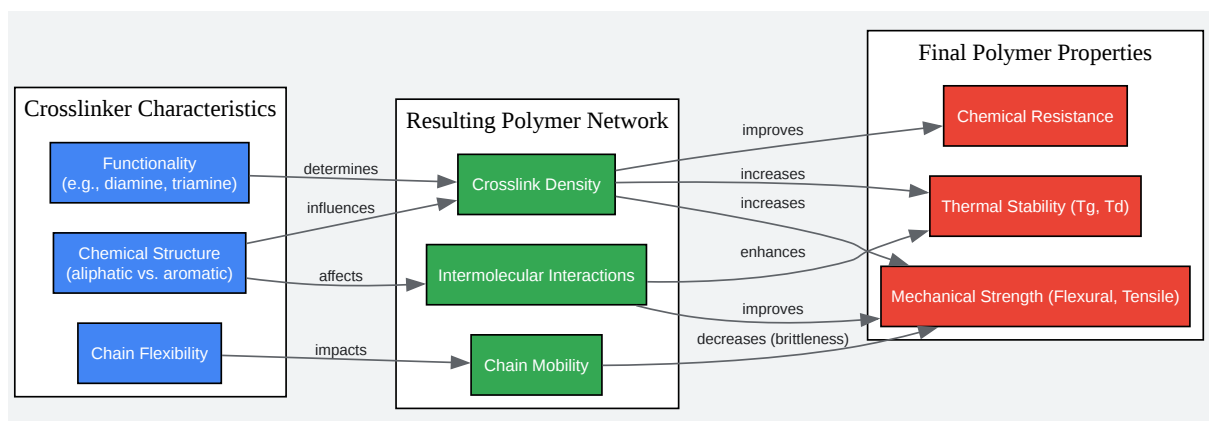 Crosslinker Characteristics
Functionality
(e.g., diamine, triamine)
Chemical Structure
(aliphatic vs. aromatic)
Chain Flexibility
determines
influences
affects
impacts
Resulting Polymer Network
Crosslink Density
Intermolecular Interactions
Chain Mobility
improves
increases
increases
enhances
improves
decreases (brittleness)
Final Polymer Properties
Chemical Resistance
Thermal Stability (Tg, Td)
Mechanical Strength (Flexural, Tensile)